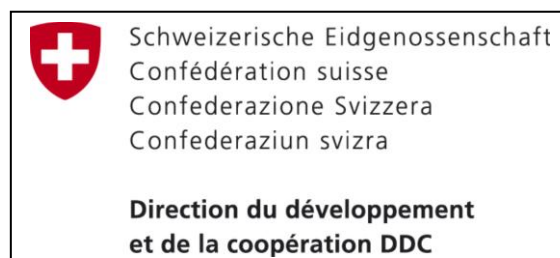 Schweizerische Eidgenossenschaft
Confédération suisse
Confederazione Svizzera
Confederaziun svizra
Direction du développement
et de la coopération DDC